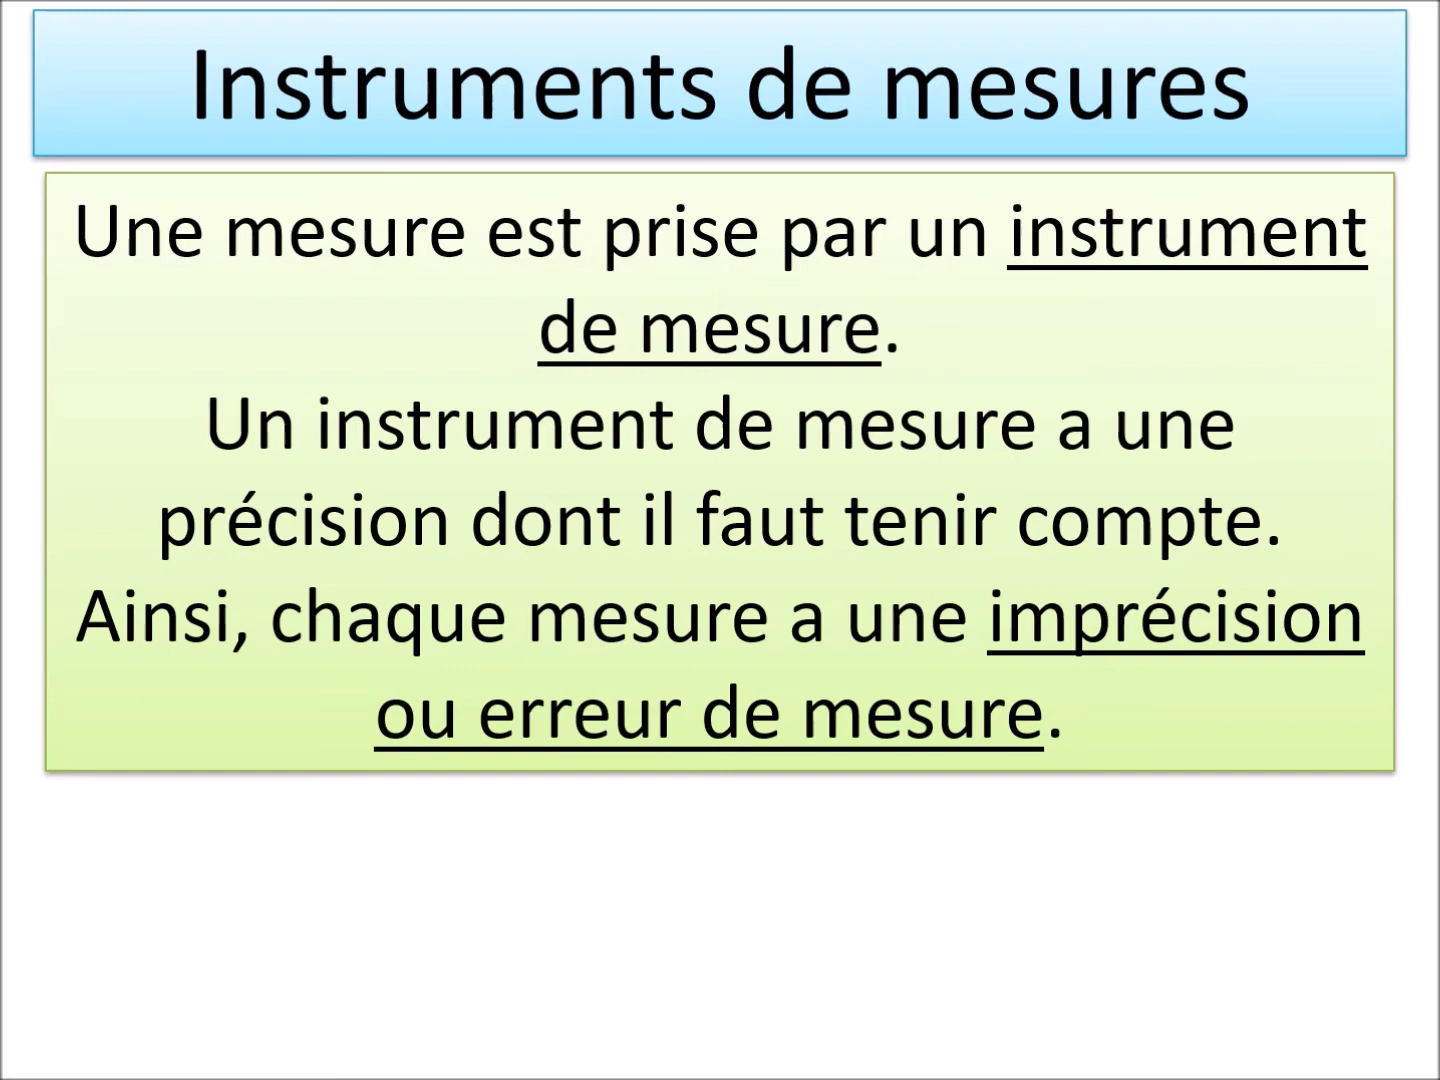 Instruments de mesures
Une mesure est prise par un instrument
de mesure.
Un instrument de mesure a une
précision dont il faut tenir compte.
Ainsi, chaque mesure a une imprécision
ou erreur de mesure.